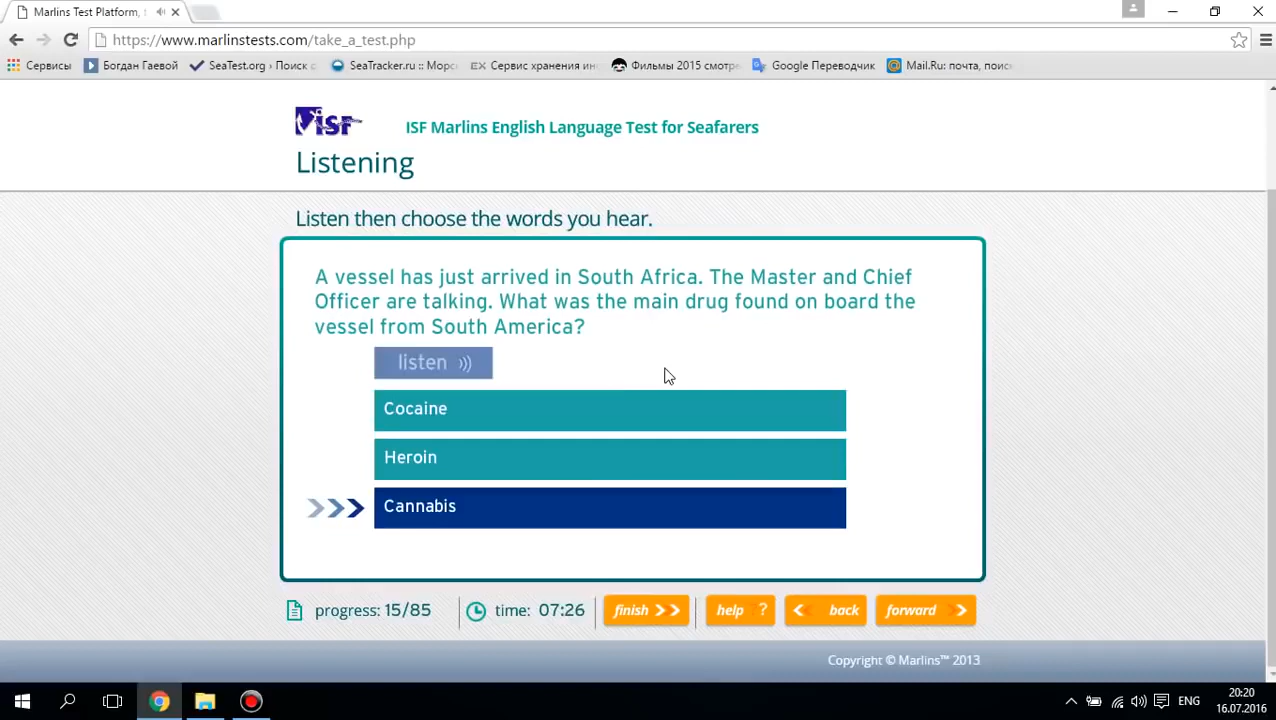 Marlins Test Platform,
https://www.marlinstests.com/take_a_test.php
Сервисы
Богдан Гаевой
SeaTest.org › Поиск
SeaTracker.ru :: Морс
EX Сервис хранения
Фильмы 2015 смотре
Google Переводчик
Mail.Ru: почта, поиск
ISF
ISF Marlins English Language Test for Seafarers
Listening
Listen then choose the words you hear.
A vessel has just arrived in South Africa. The Master and Chief
Officer are talking. What was the main drug found on board the
vessel from South America?
listen
Cocaine
Heroin
Cannabis
progress: 15/85
time: 07:26
finish
help ?
back
forward
Copyright © Marlins™ 2013
ENG
20:20
16.07.2016